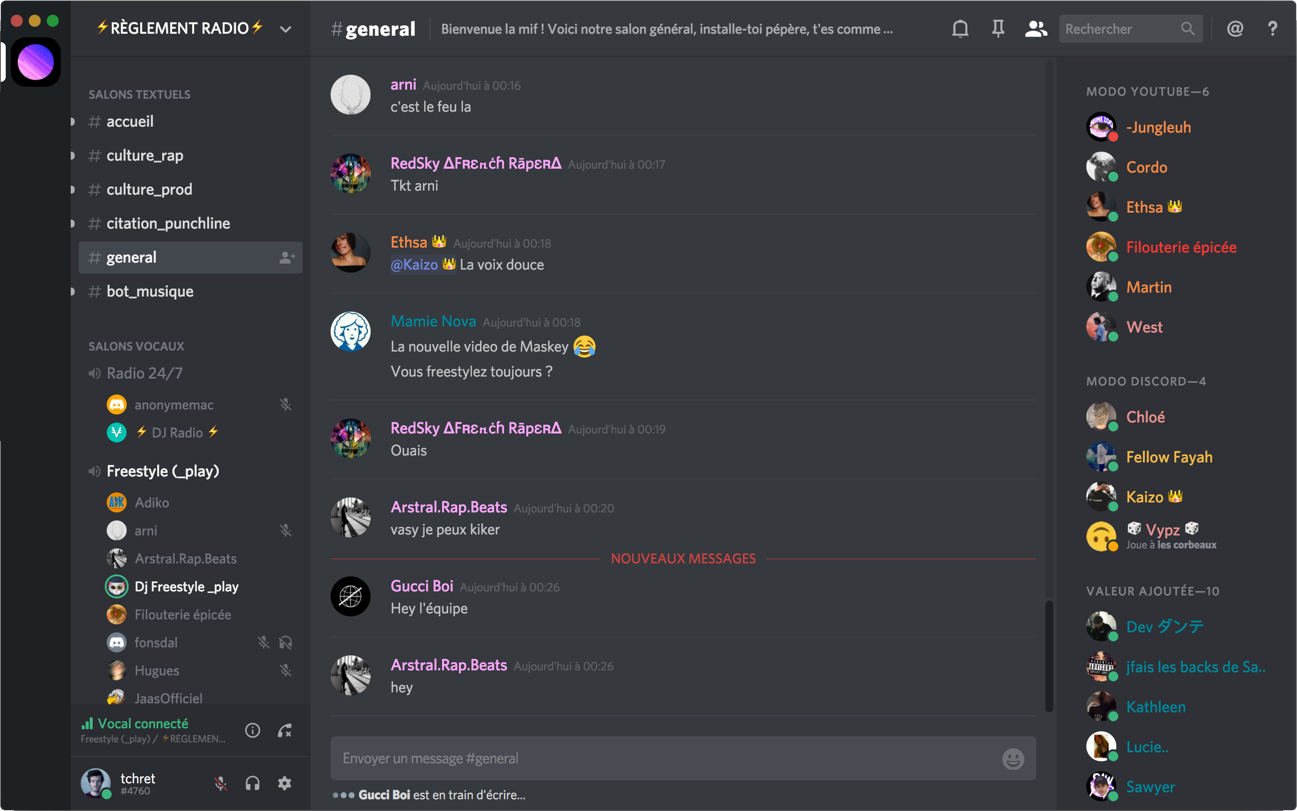 ⚡RÈGLEMENT RADIO⚡
SALONS TEXTUELS
# accueil
# culture_rap
# culture_prod
# citation_punchline
# general
# bot_musique
SALONS VOCAUX
Radio 24/7
anonymemac
⚡ DJ Radio ⚡
Freestyle (_play)
Adiko
arni
Arstral.Rap.Beats
Dj Freestyle _play
Filouterie épicée
fonsdal
Hugues
JaasOfficiel
Vocal connecté
Freestyle (_play) / ⚡RÈGLEMEN...
tchret
#4760
#general
Bienvenue la mif ! Voici notre salon général, installe-toi pépère, t'es comme ...
Rechercher
@ ?
arni Aujourd'hui à 00:16
c'est le feu la
RedSky ΔFʀɛռċɦ Rāpɛʀ∆ Aujourd'hui à 00:17
Tkt arni
Ethsa 👑 Aujourd'hui à 00:18
@Kaizo 👑 La voix douce
Mamie Nova Aujourd'hui à 00:18
La nouvelle video de Maskey 😂
Vous freestylez toujours ?
RedSky ΔFʀɛռċɦ Rāpɛʀ∆ Aujourd'hui à 00:19
Ouais
Arstral.Rap.Beats Aujourd'hui à 00:20
vasy je peux kiker
NOUVEAUX MESSAGES
Gucci Boi Aujourd'hui à 00:26
Hey l'équipe
Arstral.Rap.Beats Aujourd'hui à 00:26
hey
Envoyer un message #general
Gucci Boi est en train d'écrire...
MODO YOUTUBE—6
-Jungleuh
Cordo
Ethsa 👑
Filouterie épicée
Martin
West
MODO DISCORD—4
Chloé
Fellow Fayah
Kaizo 👑
🎲 Vypz 🎲
Joue à les corbeaux
VALEUR AJOUTÉE—10
Dev ダンテ
jfais les backs de Sa..
Kathleen
Lucie..
Sawyer